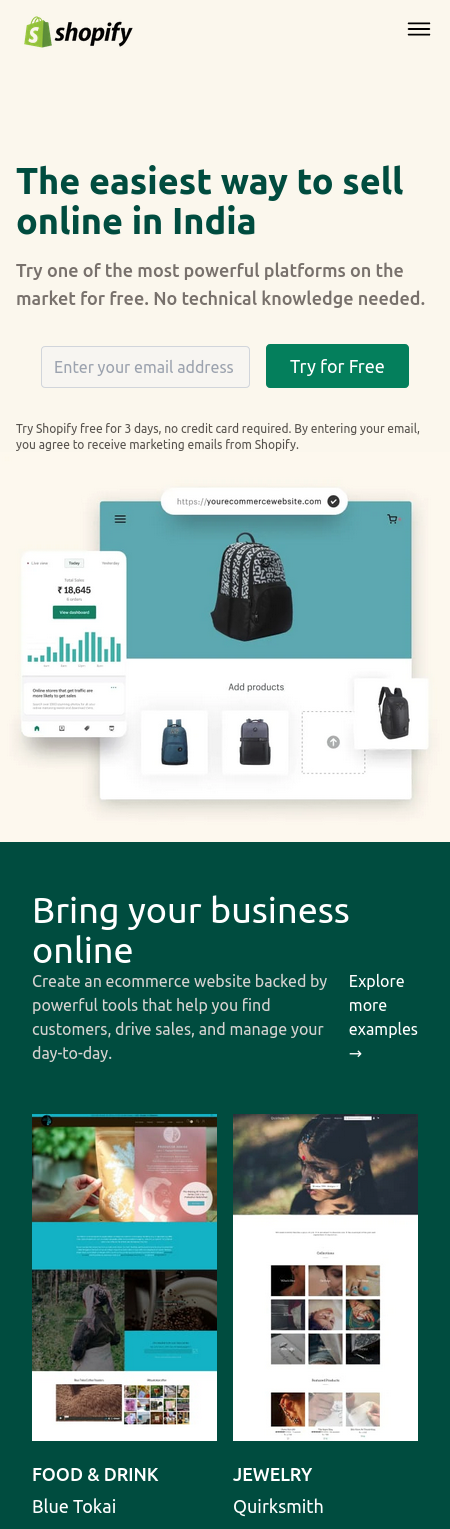 shopify
The easiest way to sell
online in India
Try one of the most powerful platforms on the
market for free. No technical knowledge needed.
Enter your email address
Try for Free
Try Shopify free for 3 days, no credit card required. By entering your email,
you agree to receive marketing emails from Shopify.
https://yourecommercewebsite.com
Live view
Today
Yesterday
Total Sales
₹ 18,645
View dashboard
Online stores that get traffic are
more likely to get sales
Add products
Bring your business
online
Create an ecommerce website backed by
powerful tools that help you find
customers, drive sales, and manage your
day-to-day.
Explore
more
examples
→
Collections
Featured Products
FOOD & DRINK
Blue Tokai
JEWELRY
Quirksmith